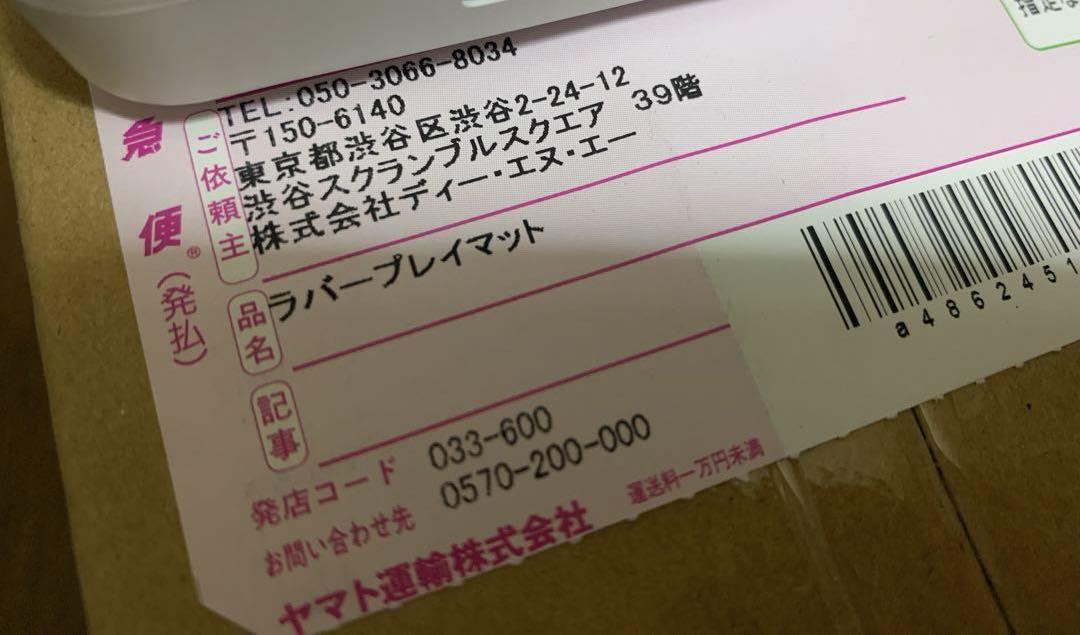 指定な
急便®
(発払)
ご依頼主
TEL:050-3066-8034
〒150-6140
東京都渋谷区渋谷2-24-12
渋谷スクランブルスクエア 39階
株式会社ディー・エヌ・エー
品名
ラバープレイマット
記事
発店コード 033-600
お問い合わせ先 0570-200-000
ヤマト運輸株式会社
運送料一万円未満
a4862451